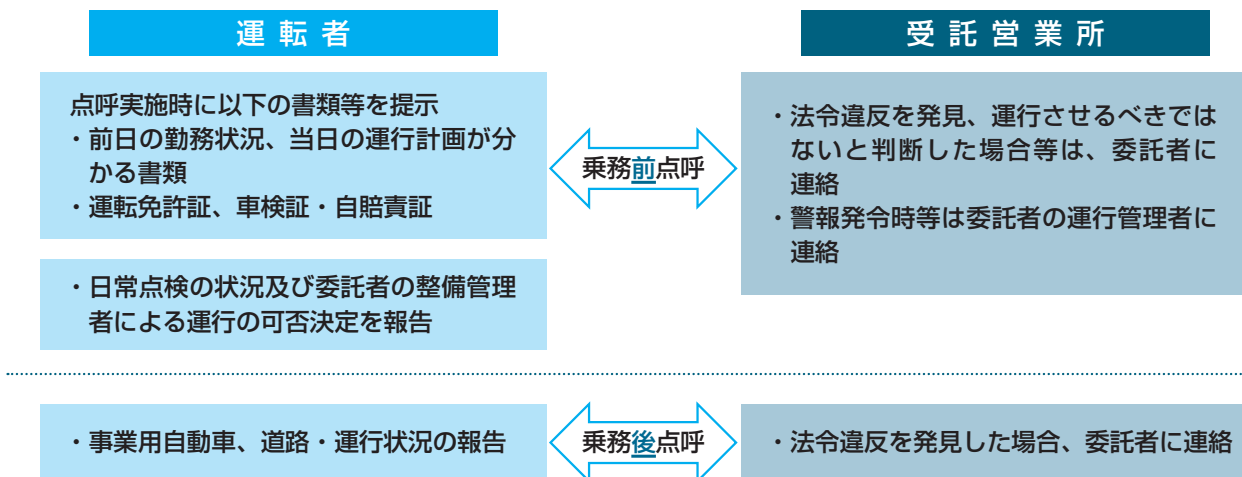 運転者
点呼実施時に以下の書類等を提示
・前日の勤務状況、当日の運行計画が分
かる書類
・運転免許証、車検証・自賠責証
・日常点検の状況及び委託者の整備管理
者による運行の可否決定を報告
乗務前点呼
受託営業所
・法令違反を発見、運行させるべきでは
ないと判断した場合等は、委託者に
連絡
・警報発令時等は委託者の運行管理者に
連絡
・事業用自動車、道路・運行状況の報告
乗務後点呼
・法令違反を発見した場合、委託者に連絡